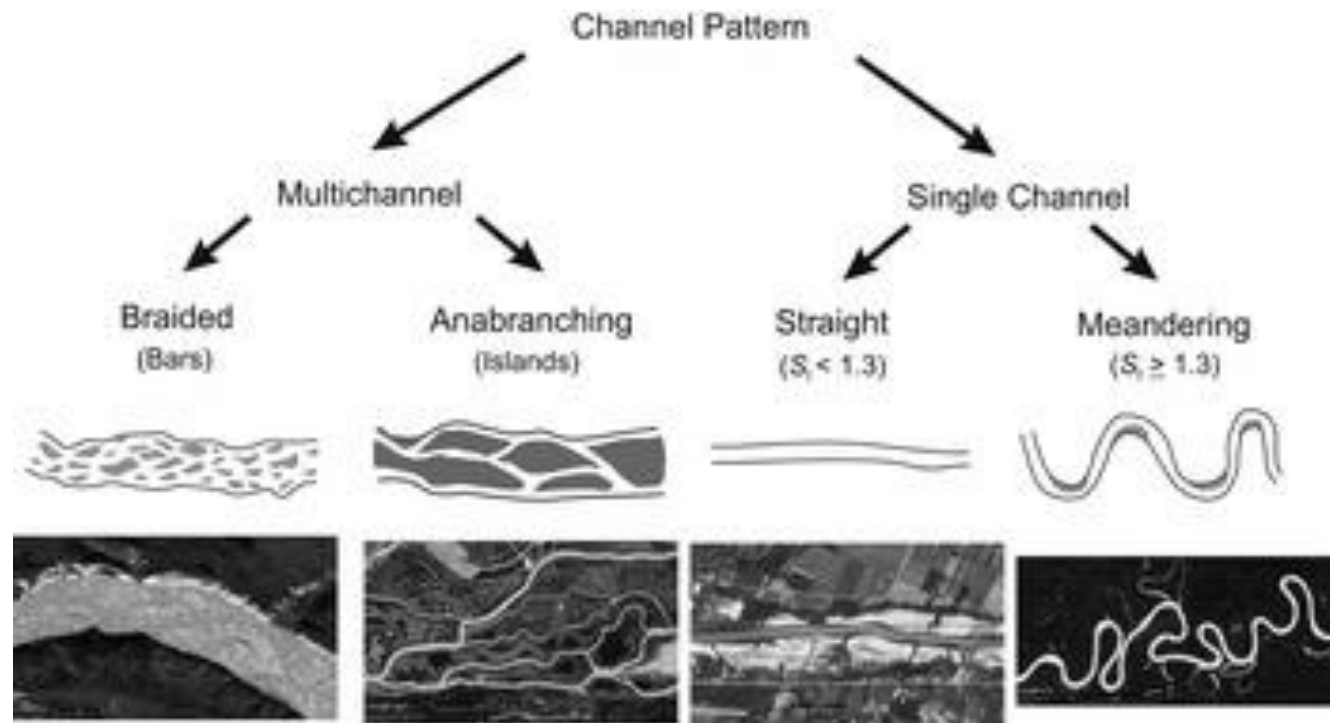 Channel Pattern
Multichannel
Single Channel
Braided
(Bars)
Anabranching
(Islands)
Straight
(Sᵢ < 1.3)
Meandering
(Sᵢ ≥ 1.3)